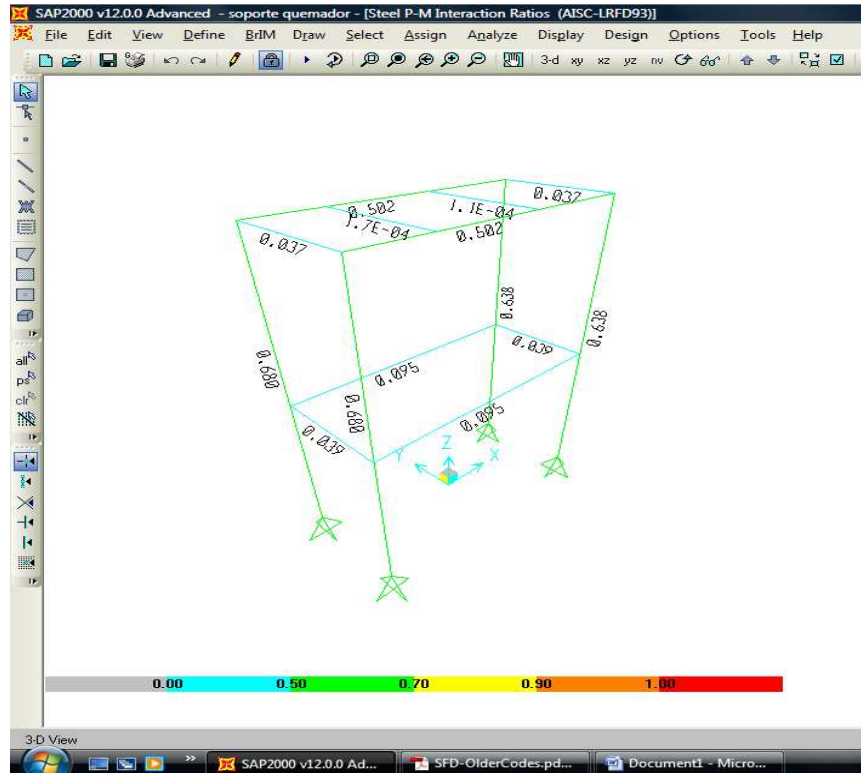 SAP2000 v12.0.0 Advanced - soporte quemador - [Steel P-M Interaction Ratios (AISC-LRFD93)]
File Edit View Define BrIM Draw Select Assign Analyze Display Design Options Tools Help
3-d xy xz yz nv
all
ps
clr
0.037
0.502
1.1E-04
1.7E-04
0.037
0.502
0.638
0.638
0.039
0.680
0.095
0.680
0.095
0.039
Y Z X
0.00 0.50 0.70 0.90 1.00
3-D View
SAP2000 v12.0.0 Ad...
SFD-OlderCodes.pd...
Document1 - Micro...